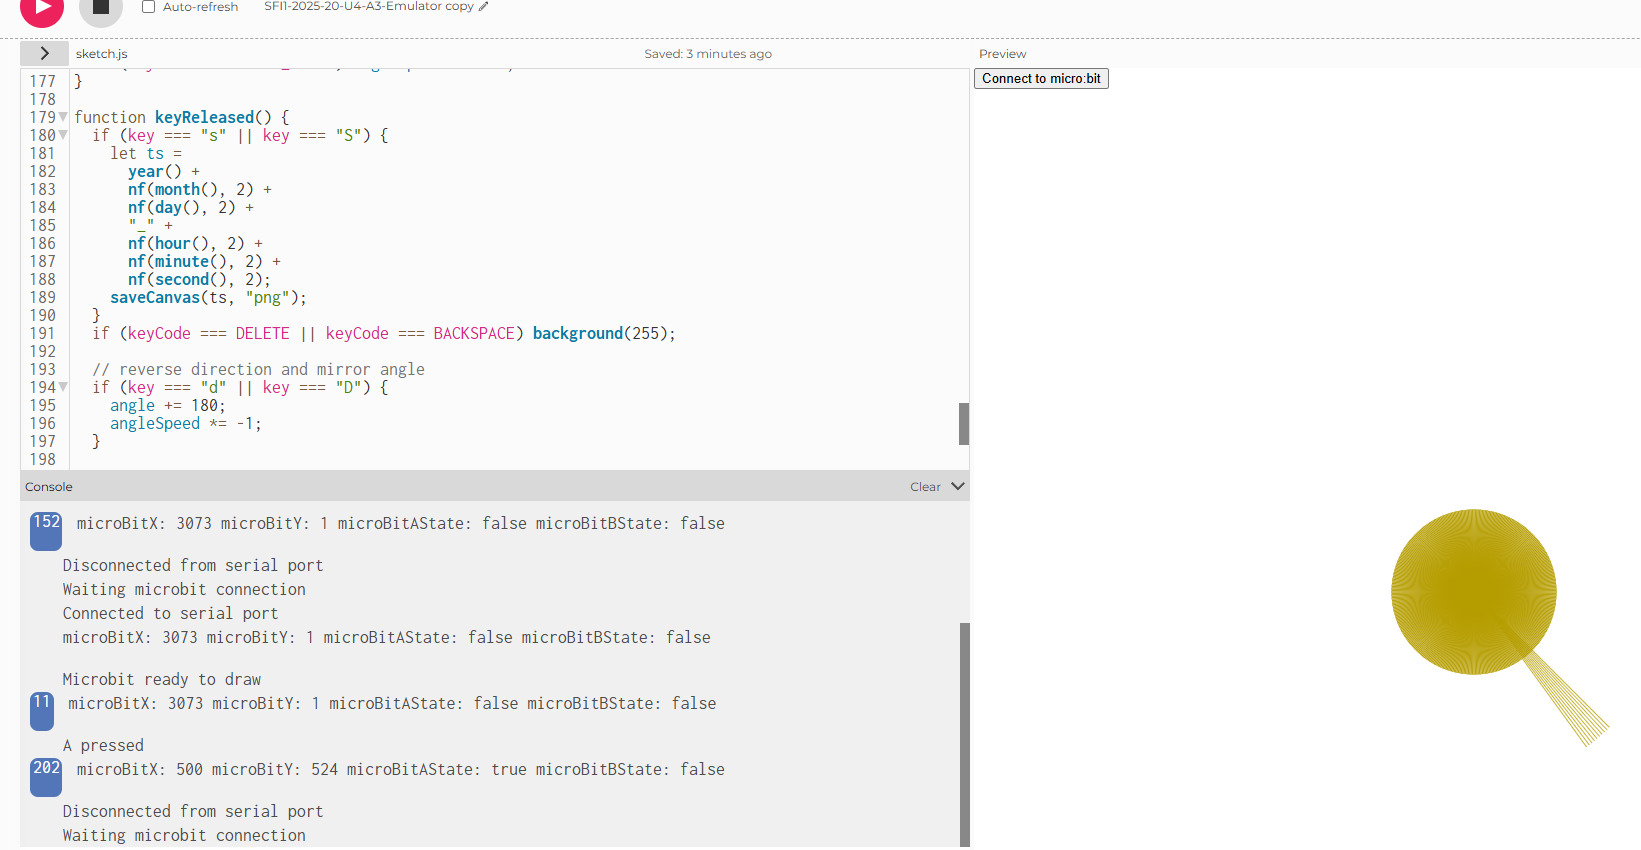 Auto-refresh SFI1-2025-20-U4-A3-Emulator copy
sketch.js Saved: 3 minutes ago Preview
Connect to micro:bit
177 }
178
179 function keyReleased() {
180 if (key === "s" || key === "S") {
181 let ts =
182 year() +
183 nf(month(), 2) +
184 nf(day(), 2) +
185 "_" +
186 nf(hour(), 2) +
187 nf(minute(), 2) +
188 nf(second(), 2);
189 saveCanvas(ts, "png");
190 }
191 if (keyCode === DELETE || keyCode === BACKSPACE) background(255);
192
193 // reverse direction and mirror angle
194 if (key === "d" || key === "D") {
195 angle += 180;
196 angleSpeed *= -1;
197 }
198
Console Clear
152 microBitX: 3073 microBitY: 1 microBitAState: false microBitBState: false
Disconnected from serial port
Waiting microbit connection
Connected to serial port
microBitX: 3073 microBitY: 1 microBitAState: false microBitBState: false
Microbit ready to draw
11 microBitX: 3073 microBitY: 1 microBitAState: false microBitBState: false
A pressed
202 microBitX: 500 microBitY: 524 microBitAState: true microBitBState: false
Disconnected from serial port
Waiting microbit connection